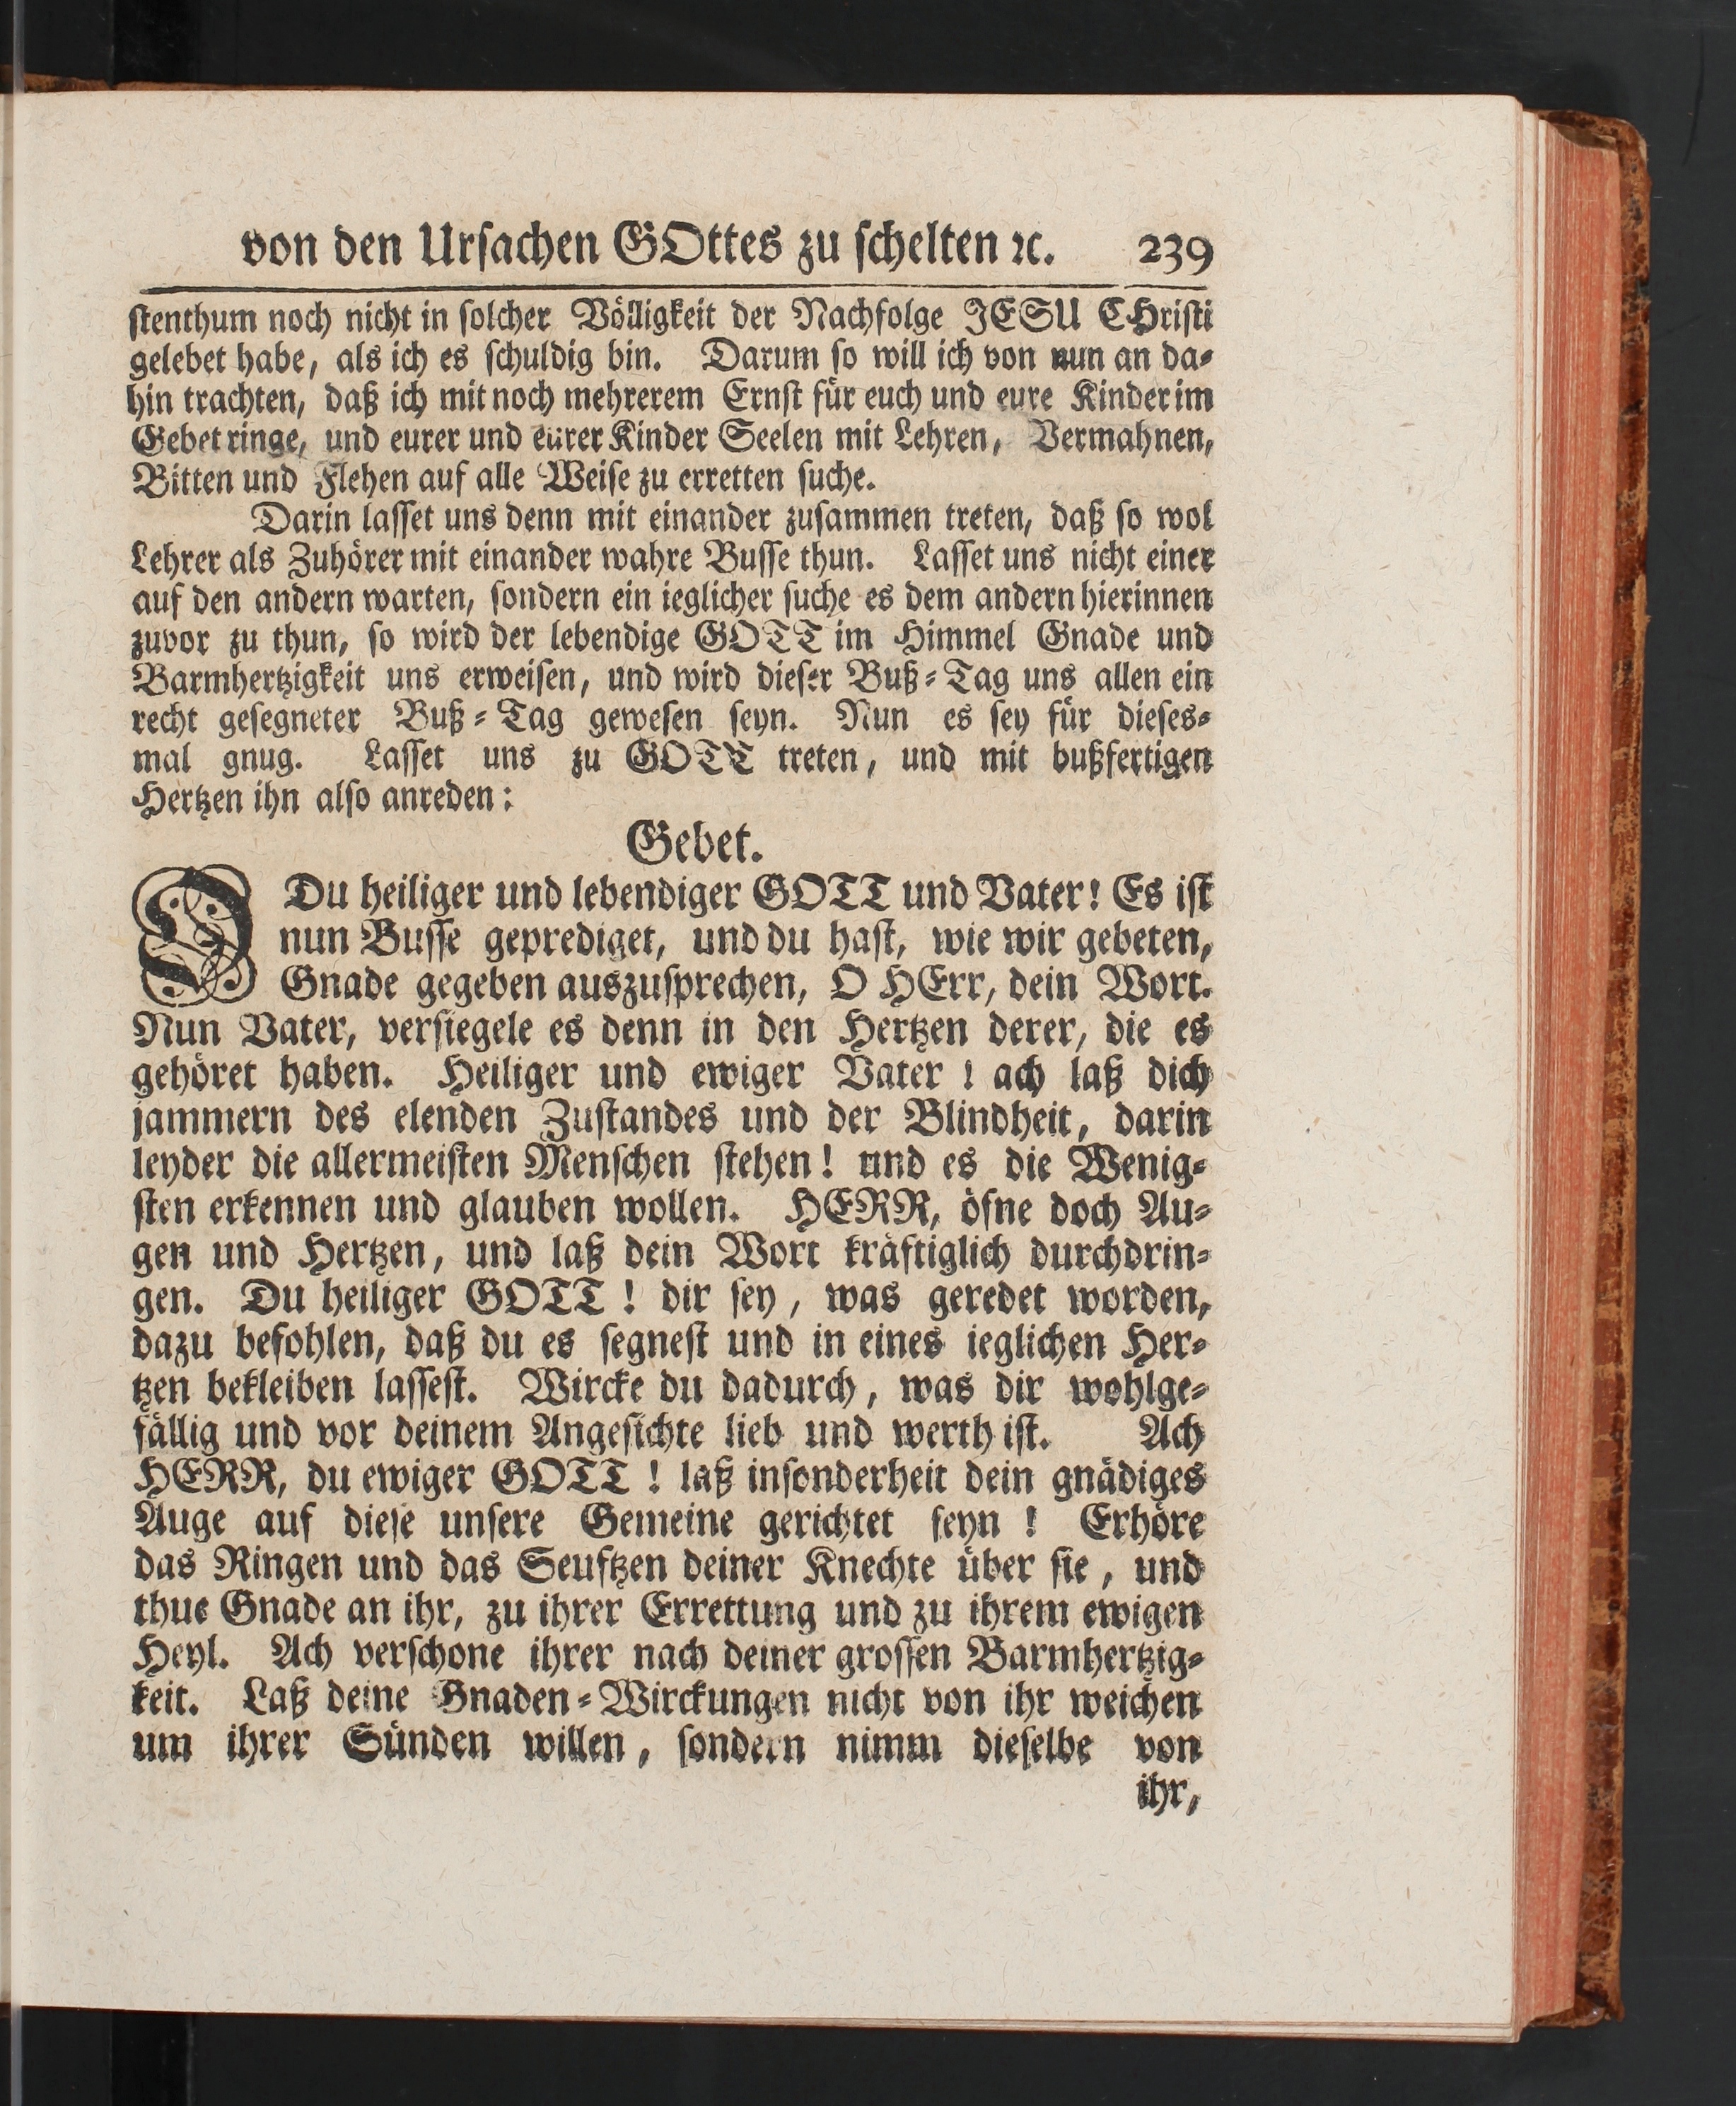 von den Ursachen GOttes zu schelten ꝛc. 239
stenthum noch nicht in solcher Völligkeit der Nachfolge JESU CHristi
gelebet habe, als ich es schuldig bin. Darum so will ich von nun an da-
hin trachten, daß ich mit noch mehrerem Ernst für euch und eure Kinder im
Gebet ringe, und eurer und eurer Kinder Seelen mit Lehren, Vermahnen,
Bitten und Flehen auf alle Weise zu erretten suche.
Darin lasset uns denn mit einander zusammen treten, daß so wol
Lehrer als Zuhörer mit einander wahre Busse thun. Lasset uns nicht einer
auf den andern warten, sondern ein ieglicher suche es dem andern hierinnen
zuvor zu thun, so wird der lebendige GOTT im Himmel Gnade und
Barmhertzigkeit uns erweisen, und wird dieser Buß-Tag uns allen ein
recht gesegneter Buß-Tag gewesen seyn. Nun es sey für dieses-
mal gnug. Lasset uns zu GOTT treten, und mit bußfertigen
Hertzen ihn also anreden:
Gebet.
O Du heiliger und lebendiger GOTT und Vater! Es ist
nun Busse geprediget, und du hast, wie wir gebeten,
Gnade gegeben auszusprechen, O HErr, dein Wort.
Nun Vater, versiegele es denn in den Hertzen derer, die es
gehöret haben. Heiliger und ewiger Vater! ach laß dich
jammern des elenden Zustandes und der Blindheit, darin
leyder die allermeisten Menschen stehen! und es die Wenig-
sten erkennen und glauben wollen. HERR, öfne doch Au-
gen und Hertzen, und laß dein Wort kräftiglich durchdrin-
gen. Du heiliger GOTT! dir sey, was geredet worden,
dazu befohlen, daß du es segnest und in eines ieglichen Her-
tzen bekleiben lassest. Wircke du dadurch, was dir wohlge-
fällig und vor deinem Angesichte lieb und werth ist. Ach
HERR, du ewiger GOTT! laß insonderheit dein gnädiges
Auge auf diese unsere Gemeine gerichtet seyn! Erhöre
das Ringen und das Seuftzen deiner Knechte über sie, und
thue Gnade an ihr, zu ihrer Errettung und zu ihrem ewigen
Heyl. Ach verschone ihrer nach deiner grossen Barmhertzig-
keit. Laß deine Gnaden-Wirckungen nicht von ihr weichen
um ihrer Sünden willen, sondern nimm dieselbe von
ihr,